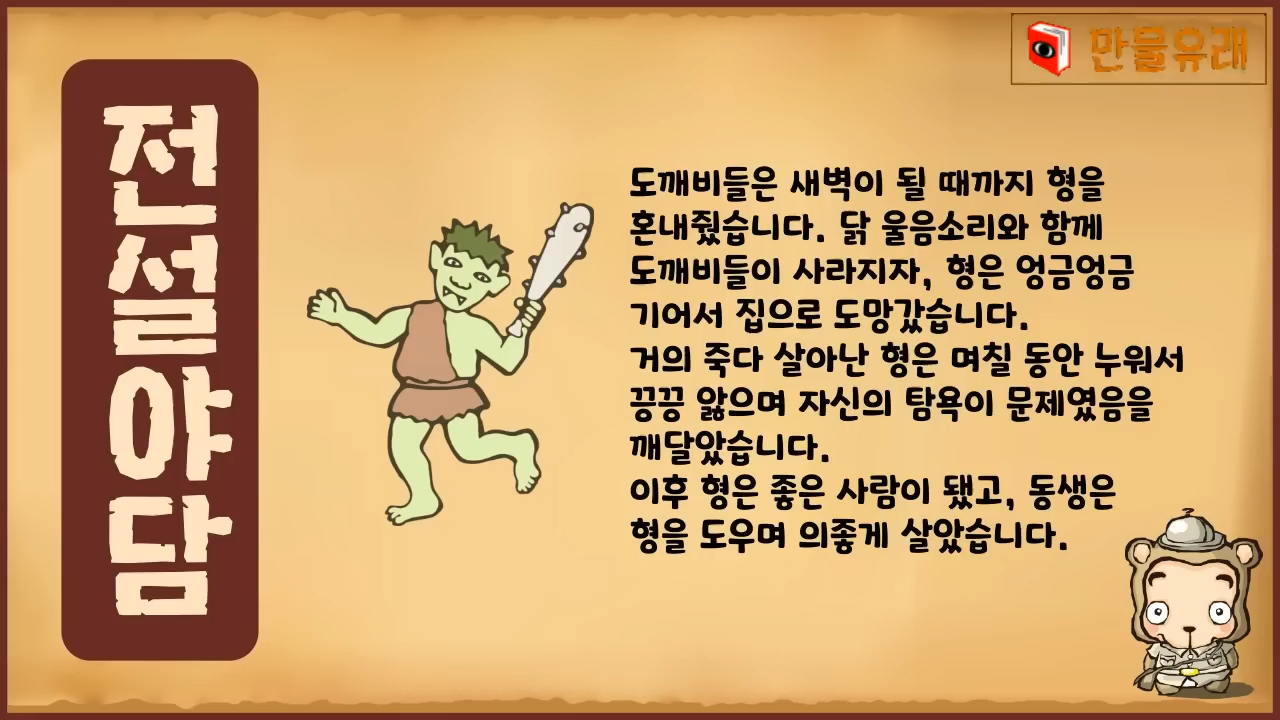 만물유래
전설야담
도깨비들은 새벽이 될 때까지 형을
혼내줬습니다. 닭 울음소리와 함께
도깨비들이 사라지자, 형은 엉금엉금
기어서 집으로 도망갔습니다.
거의 죽다 살아난 형은 며칠 동안 누워서
끙끙 앓으며 자신의 탐욕이 문제였음을
깨달았습니다.
이후 형은 좋은 사람이 됐고, 동생은
형을 도우며 의좋게 살았습니다.